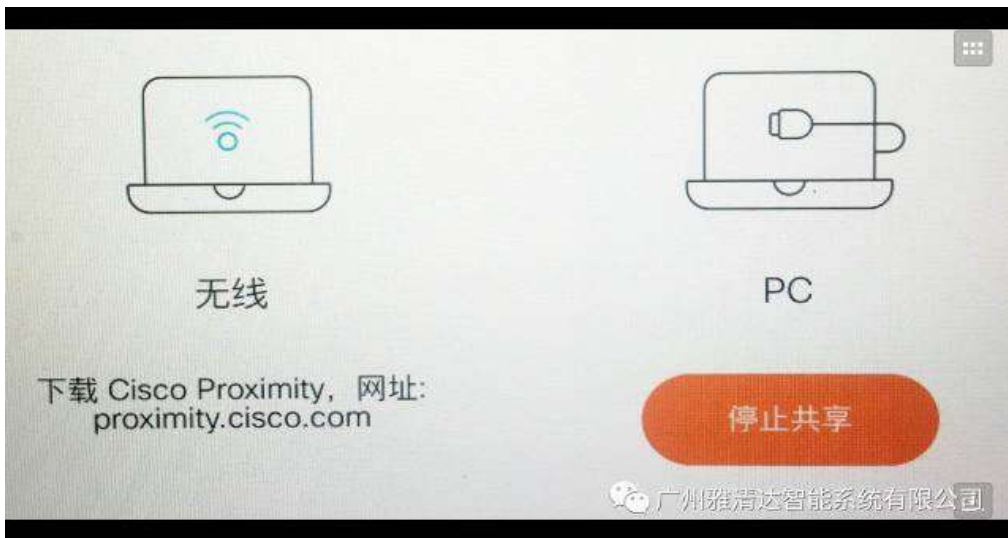 无线
PC
下载 Cisco Proximity，网址:
proximity.cisco.com
停止共享
广州雅清达智能系统有限公司